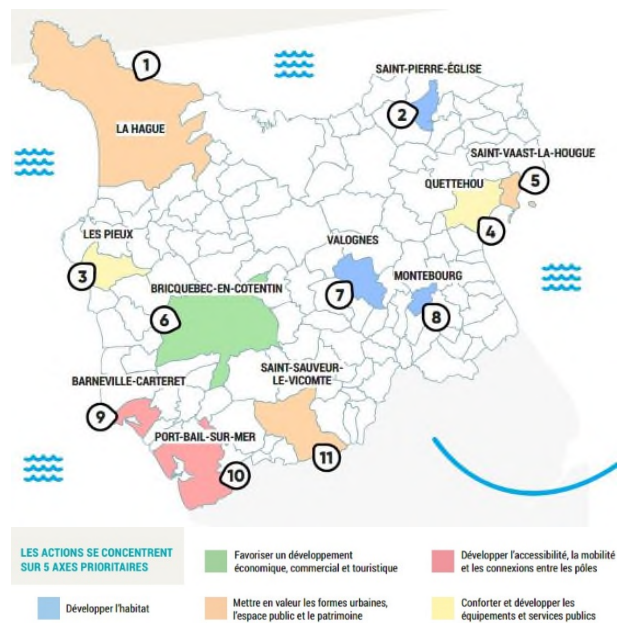 1
SAINT-PIERRE-ÉGLISE
2
LA HAGUE
SAINT-VAAST-LA-HOUGUE
5
QUETTEHOU
4
LES PIEUX
3
VALOGNES
7
MONTEBOURG
8
BRICQUEBEC-EN-COTENTIN
6
SAINT-SAUVEUR-
LE-VICOMTE
11
BARNEVILLE-CARTERET
9
PORT-BAIL-SUR-MER
10
LES ACTIONS SE CONCENTRENT
SUR 5 AXES PRIORITAIRES
Favoriser un développement
économique, commercial et touristique
Développer l'accessibilité, la mobilité
et les connexions entre les pôles
Développer l'habitat
Mettre en valeur les formes urbaines,
l'espace public et le patrimoine
Conforter et développer les
équipements et services publics